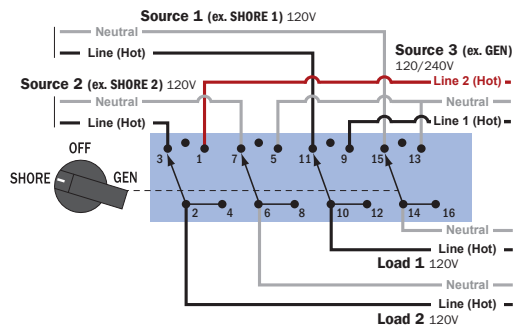 Source 1 (ex. SHORE 1) 120V
Neutral
Line (Hot)
Source 3 (ex. GEN)
120/240V
Line 2 (Hot)
Source 2 (ex. SHORE 2) 120V
Neutral
Neutral
Line (Hot)
Line 1 (Hot)
OFF
SHORE
GEN
3 1 7 5 11 9 15 13
2 4 6 8 10 12 14 16
Neutral
Line (Hot)
Load 1 120V
Neutral
Line (Hot)
Load 2 120V